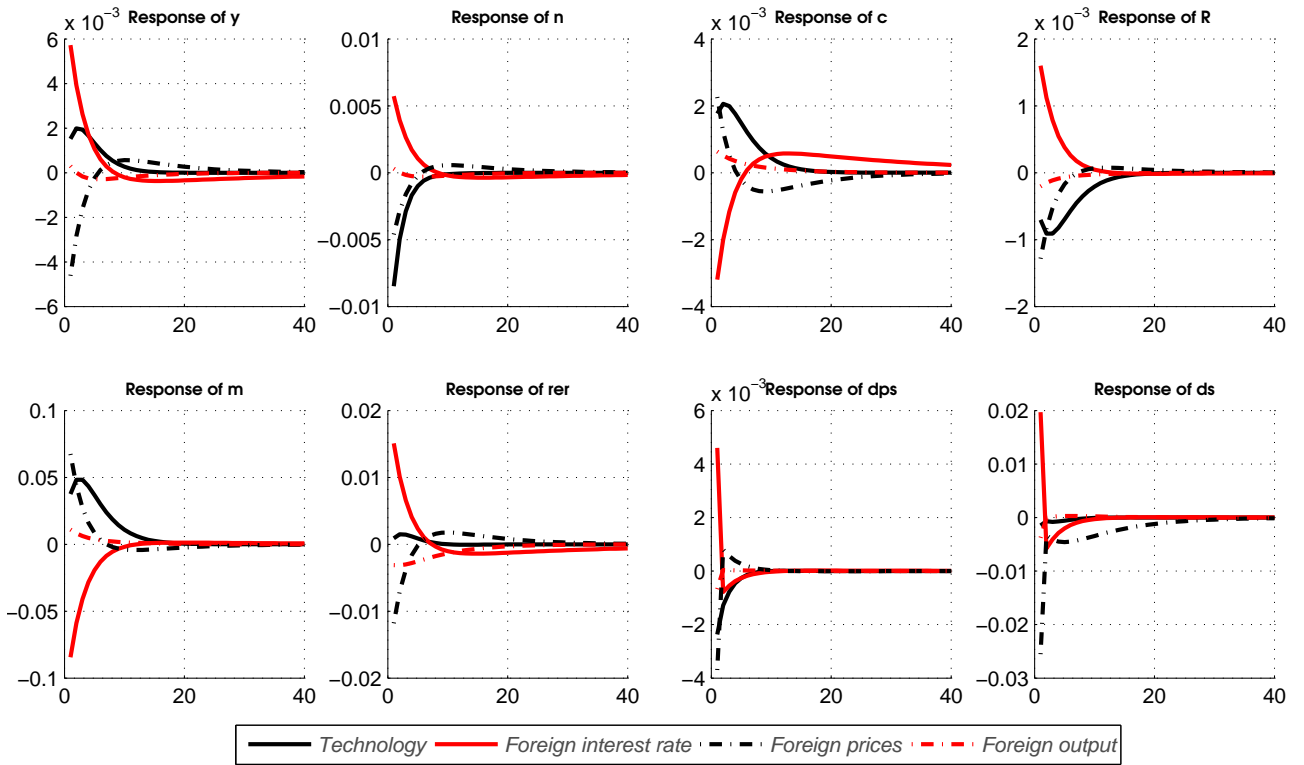 Response of y
Response of n
Response of c
Response of R
x 10⁻³
6
4
2
0
−2
−4
−6
0 20 40
0.01
0.005
0
−0.005
−0.01
0 20 40
x 10⁻³
4
2
0
−2
−4
0 20 40
x 10⁻³
2
1
0
−1
−2
0 20 40
Response of m
Response of rer
Response of dps
Response of ds
0.1
0.05
0
−0.05
−0.1
0 20 40
0.02
0.01
0
−0.01
−0.02
0 20 40
x 10⁻³
6
4
2
0
−2
−4
0 20 40
0.02
0.01
0
−0.01
−0.02
−0.03
0 20 40
Technology Foreign interest rate Foreign prices Foreign output